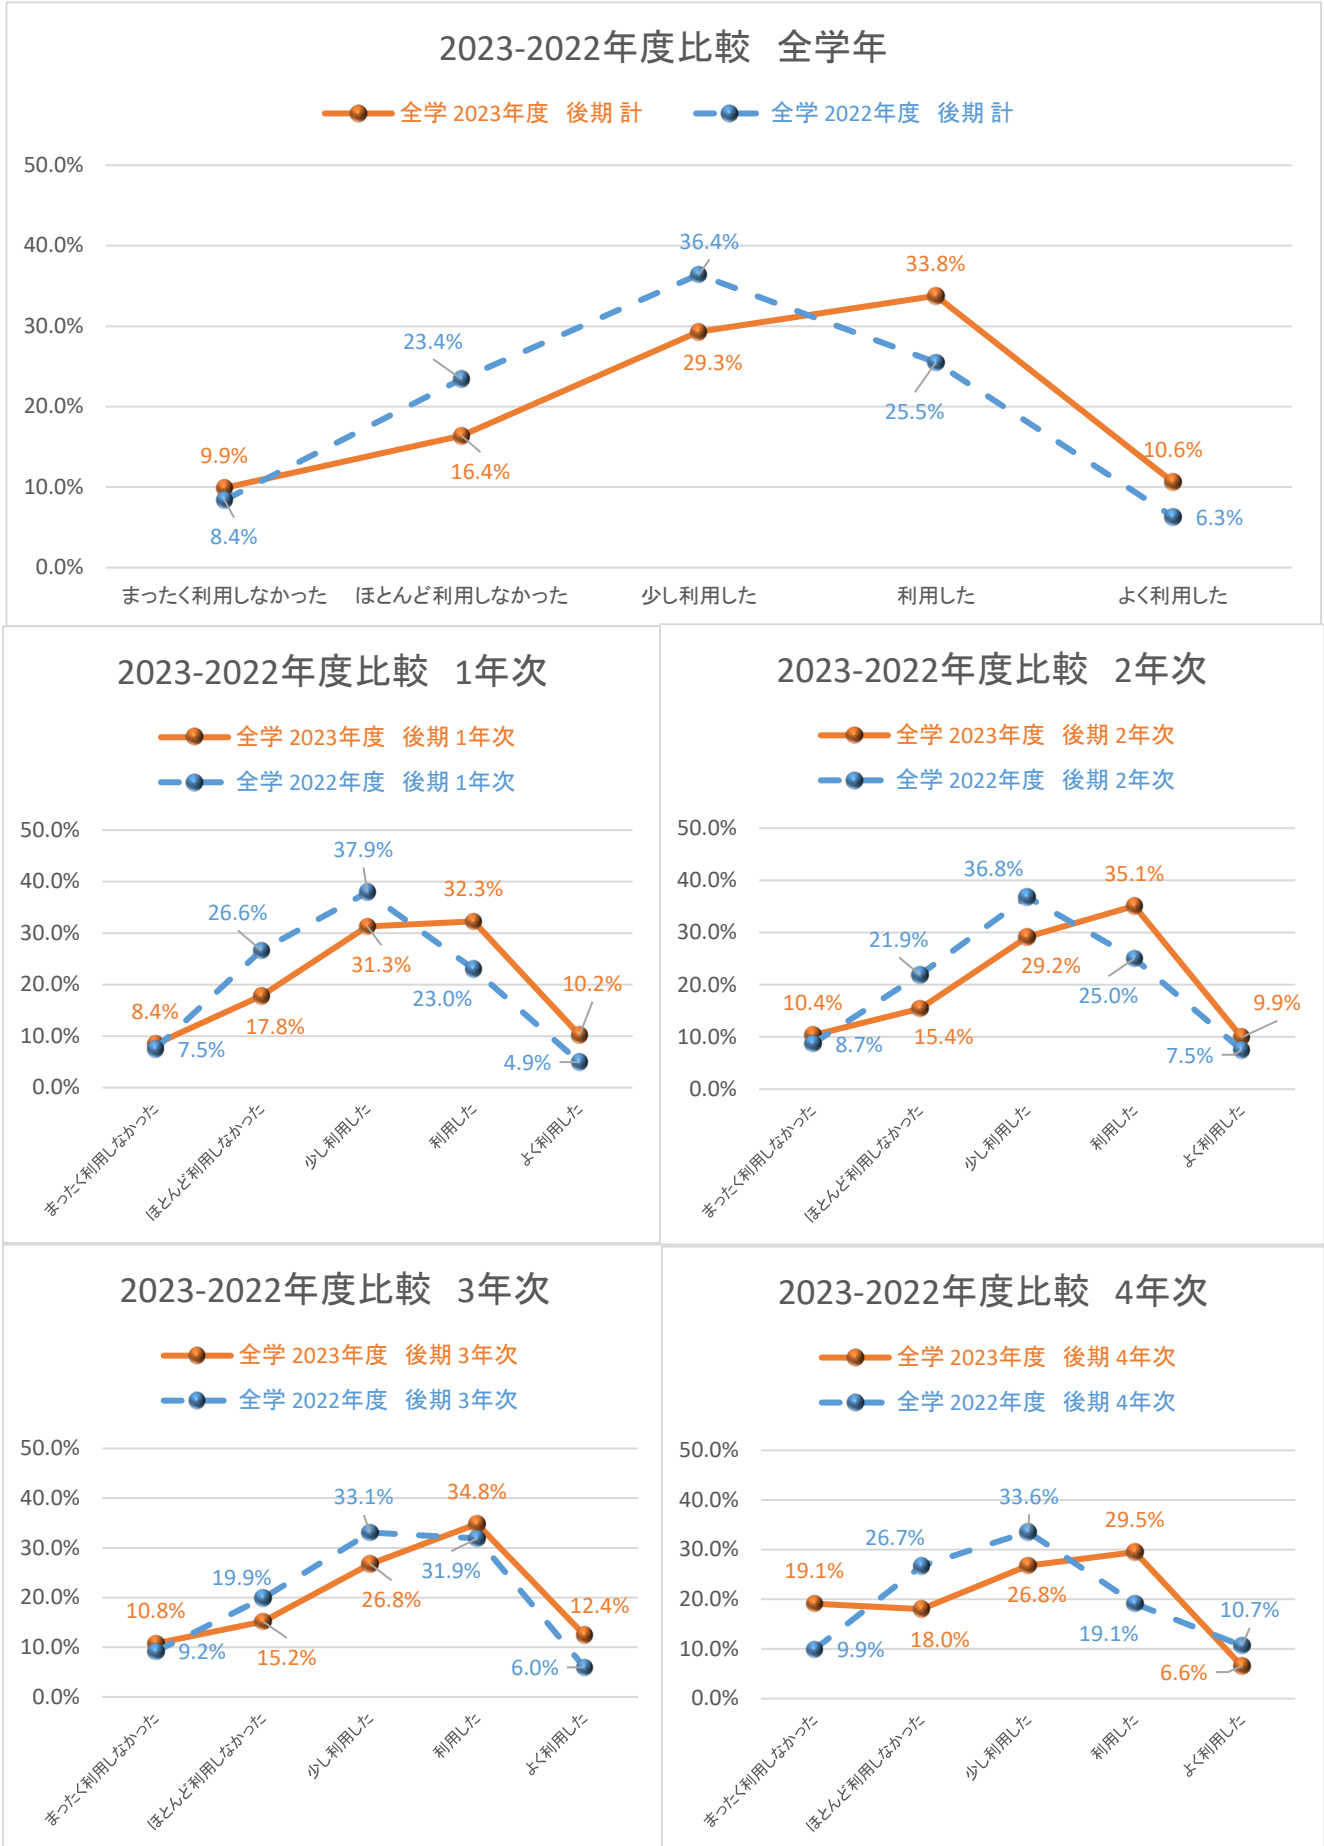 2023-2022年度比較　全学年
全学 2023年度　後期 計
全学 2022年度　後期 計
50.0%
40.0%
30.0%
20.0%
10.0%
0.0%
36.4%
33.8%
23.4%
29.3%
25.5%
9.9%
16.4%
10.6%
8.4%
6.3%
まったく利用しなかった
ほとんど利用しなかった
少し利用した
利用した
よく利用した
2023-2022年度比較　1年次
全学 2023年度　後期 1年次
全学 2022年度　後期 1年次
50.0%
40.0%
30.0%
20.0%
10.0%
0.0%
37.9%
32.3%
26.6%
31.3%
23.0%
10.2%
8.4%
17.8%
7.5%
4.9%
まったく利用しなかった
ほとんど利用しなかった
少し利用した
利用した
よく利用した
2023-2022年度比較　2年次
全学 2023年度　後期 2年次
全学 2022年度　後期 2年次
50.0%
40.0%
30.0%
20.0%
10.0%
0.0%
36.8%
35.1%
21.9%
29.2%
25.0%
10.4%
9.9%
15.4%
8.7%
7.5%
まったく利用しなかった
ほとんど利用しなかった
少し利用した
利用した
よく利用した
2023-2022年度比較　3年次
全学 2023年度　後期 3年次
全学 2022年度　後期 3年次
50.0%
40.0%
30.0%
20.0%
10.0%
0.0%
34.8%
33.1%
31.9%
19.9%
26.8%
12.4%
10.8%
9.2%
15.2%
6.0%
まったく利用しなかった
ほとんど利用しなかった
少し利用した
利用した
よく利用した
2023-2022年度比較　4年次
全学 2023年度　後期 4年次
全学 2022年度　後期 4年次
50.0%
40.0%
30.0%
20.0%
10.0%
0.0%
33.6%
29.5%
26.7%
19.1%
26.8%
10.7%
18.0%
19.1%
9.9%
6.6%
まったく利用しなかった
ほとんど利用しなかった
少し利用した
利用した
よく利用した